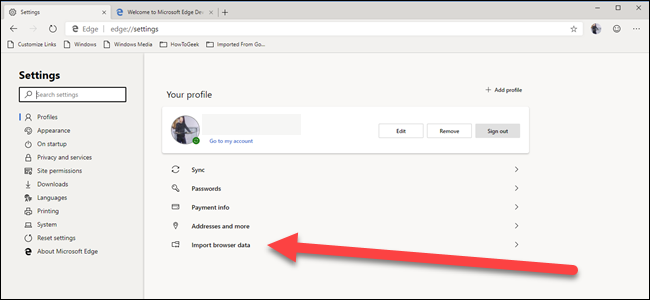 Settings
Welcome to Microsoft Edge De
Edge
edge://settings
Customize Links
Windows
Windows Media
HowToGeek
Imported From Go...
Settings
Search settings
Profiles
Appearance
On startup
Privacy and services
Site permissions
Downloads
Languages
Printing
System
Reset settings
About Microsoft Edge
Your profile
Add profile
Go to my account
Edit
Remove
Sign out
Sync
Passwords
Payment info
Addresses and more
Import browser data